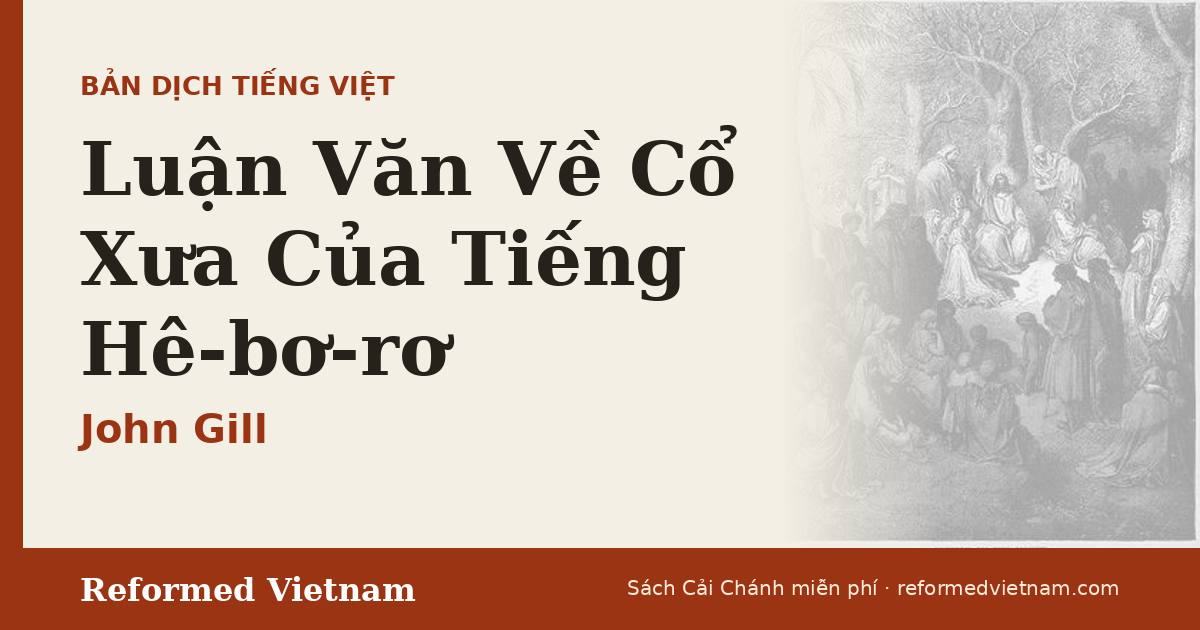 BẢN DỊCH TIẾNG VIỆT
Luận Văn Về Cổ
Xưa Của Tiếng
Hê-bơ-rơ
John Gill
Reformed Vietnam
Sách Cải Chánh miễn phí · reformedvietnam.com